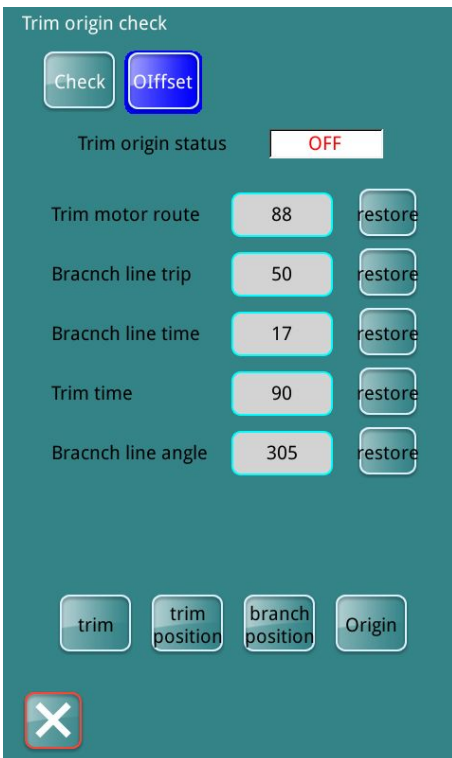 Trim origin check
Check
OIffset
Trim origin status
OFF
Trim motor route
88
restore
Bracnch line trip
50
restore
Bracnch line time
17
restore
Trim time
90
restore
Bracnch line angle
305
restore
trim
trim
position
branch
position
Origin